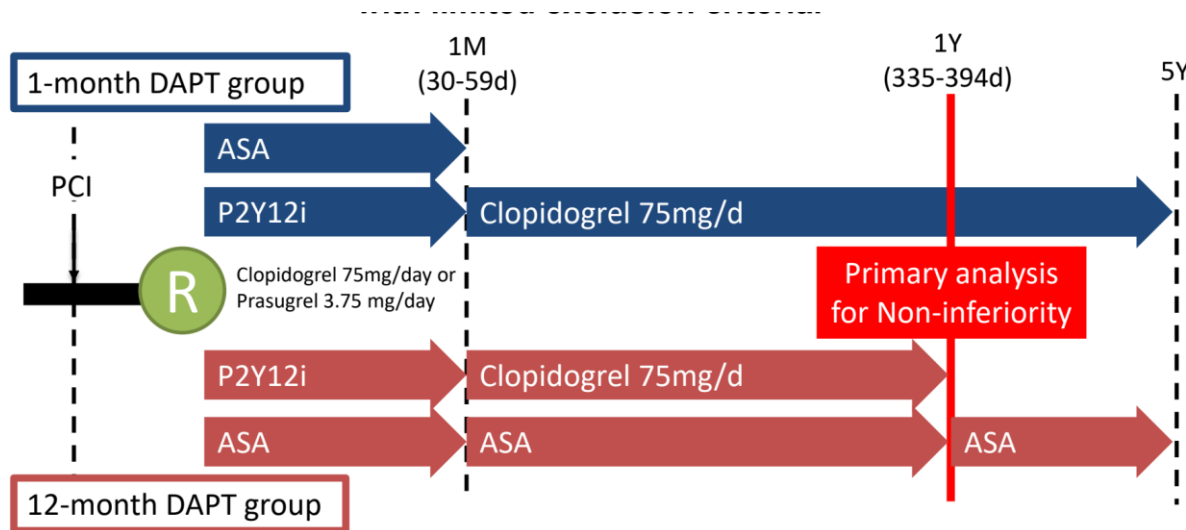 1-month DAPT group
1M
(30-59d)
1Y
(335-394d)
5Y
ASA
PCI
P2Y12i
Clopidogrel 75mg/d
R
Clopidogrel 75mg/day or
Prasugrel 3.75 mg/day
Primary analysis
for Non-inferiority
P2Y12i
Clopidogrel 75mg/d
ASA
ASA
ASA
12-month DAPT group